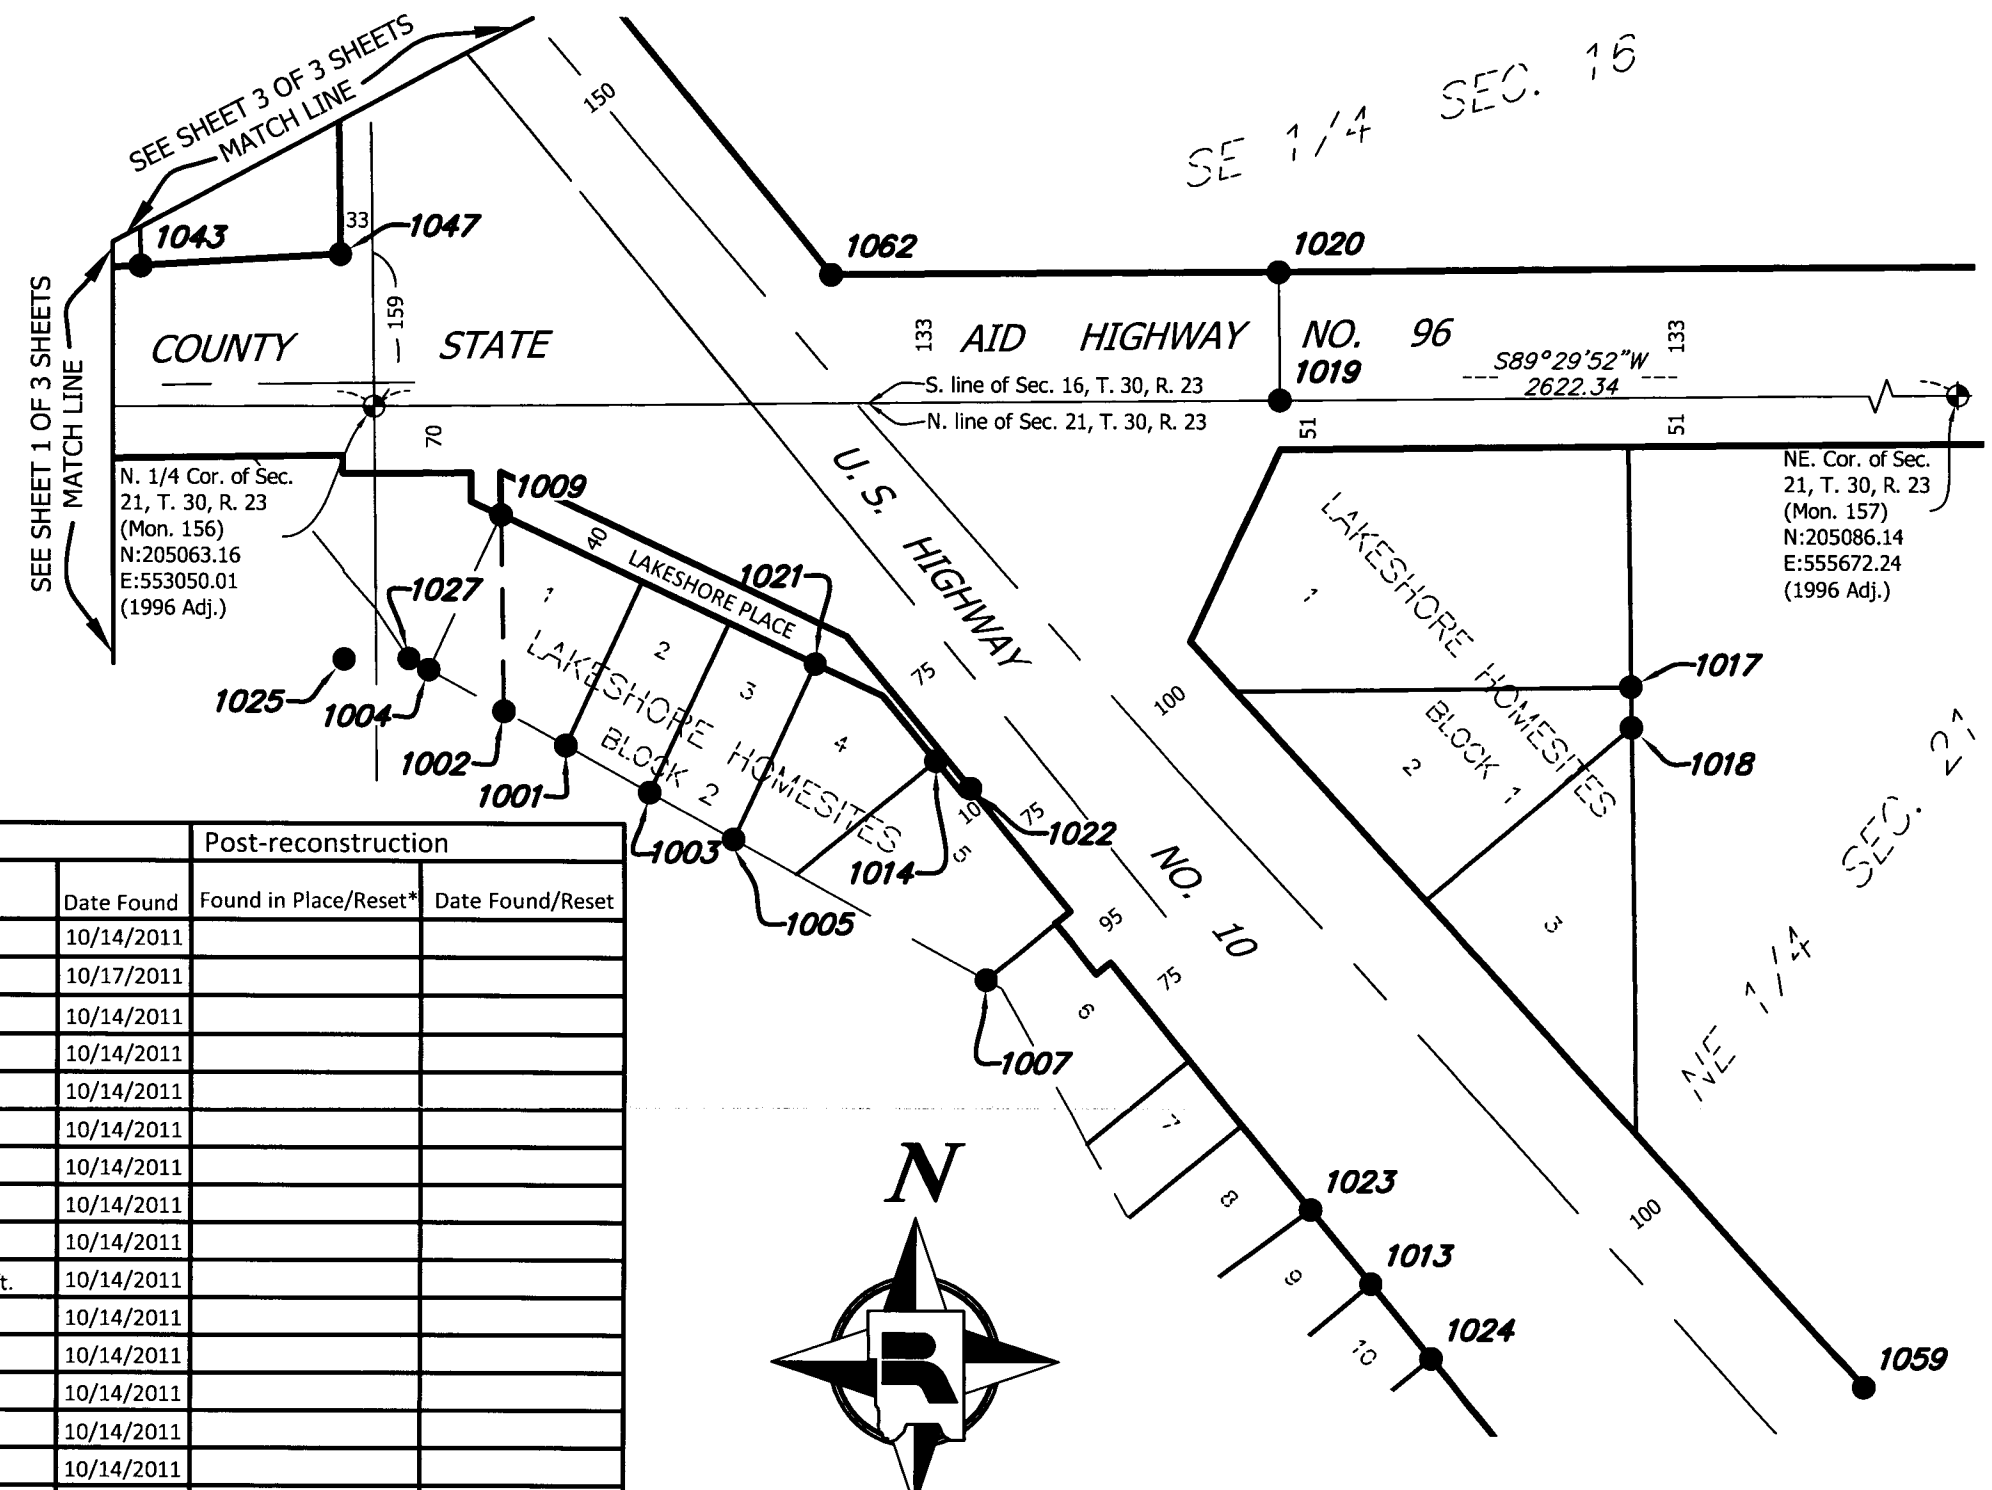 SEE SHEET 3 OF 3 SHEETS
MATCH LINE
150
SE 1/4 SEC. 16
1043
33
1047
1062
1020
SEE SHEET 1 OF 3 SHEETS
MATCH LINE
159
COUNTY STATE
133
AID HIGHWAY NO. 96
133
1019
S89°29'52"W
2622.34
S. line of Sec. 16, T. 30, R. 23
N. line of Sec. 21, T. 30, R. 23
70
51
51
N. 1/4 Cor. of Sec.
21, T. 30, R. 23
(Mon. 156)
N:205063.16
E:553050.01
(1996 Adj.)
NE. Cor. of Sec.
21, T. 30, R. 23
(Mon. 157)
N:205086.14
E:555672.24
(1996 Adj.)
U. S. HIGHWAY NO. 10
1009
40
LAKESHORE PLACE
1021
1027
1025
1004
1002
1001
1003
1005
1014
1022
1007
1
2
3
4
5
6
7
8
9
10
LAKESHORE HOMESITES
BLOCK 2
75
10
75
95
75
100
LAKESHORE HOMESITES
BLOCK 1
1
2
3
1017
1018
NE 1/4 SEC. 21
100
1023
1013
1024
1059
N
R
Post-reconstruction
Date Found
Found in Place/Reset*
Date Found/Reset
10/14/2011
10/17/2011
10/14/2011
10/14/2011
10/14/2011
10/14/2011
10/14/2011
10/14/2011
10/14/2011
t. 10/14/2011
10/14/2011
10/14/2011
10/14/2011
10/14/2011
10/14/2011